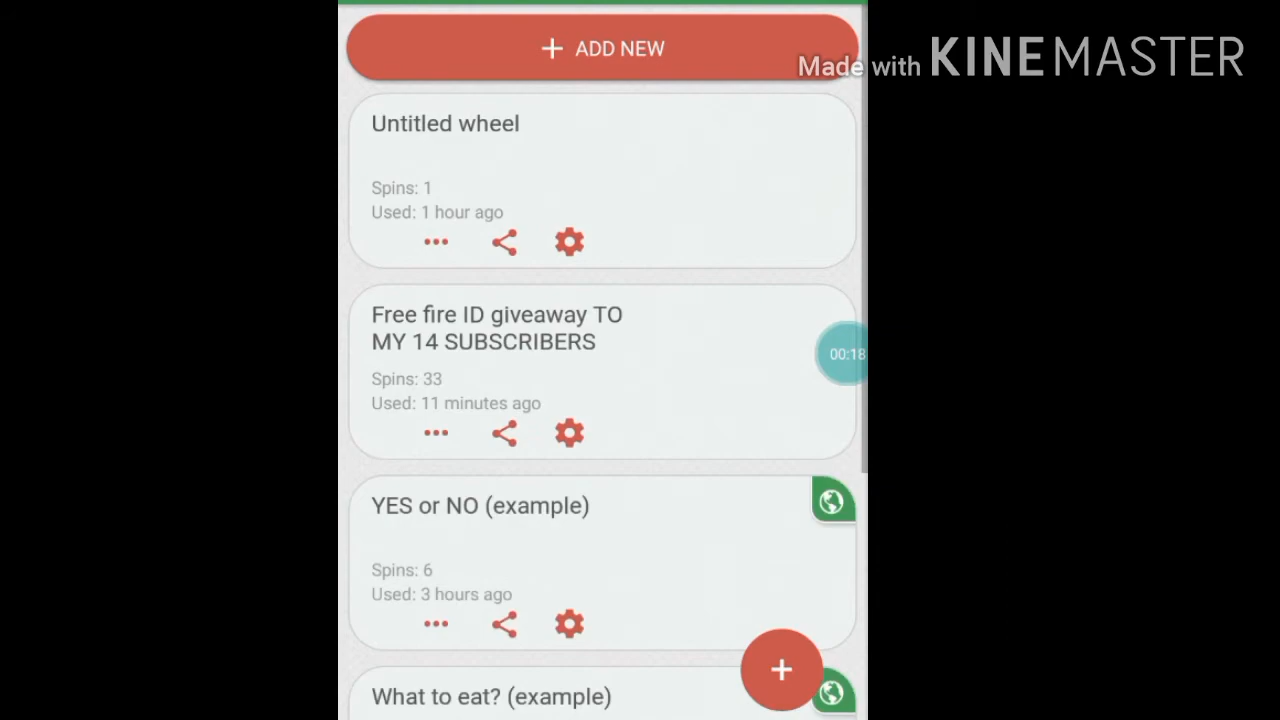 ADD NEW
Made with KINEMASTER
Untitled wheel
Spins: 1
Used: 1 hour ago
Free fire ID giveaway TO
MY 14 SUBSCRIBERS
Spins: 33
Used: 11 minutes ago
00:18
YES or NO (example)
Spins: 6
Used: 3 hours ago
What to eat? (example)